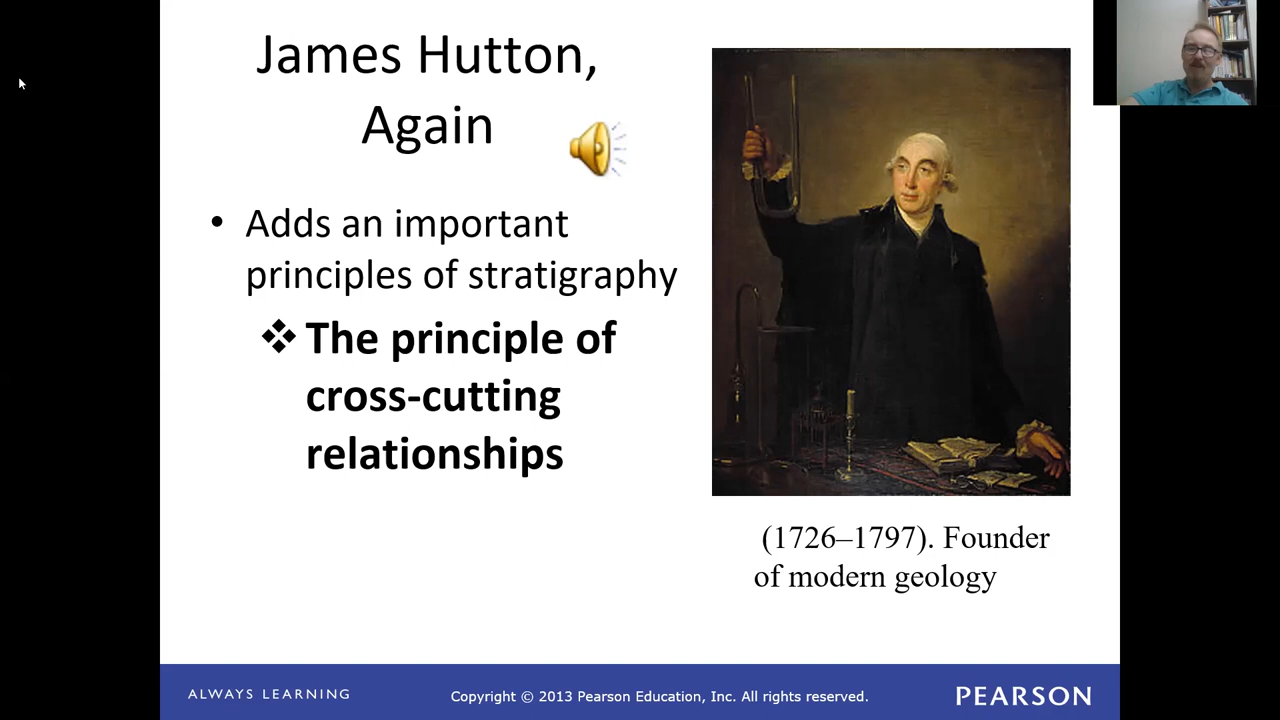 James Hutton,
Again
• Adds an important
principles of stratigraphy
❖ The principle of
cross-cutting
relationships
(1726–1797). Founder
of modern geology
ALWAYS LEARNING
Copyright © 2013 Pearson Education, Inc. All rights reserved.
PEARSON